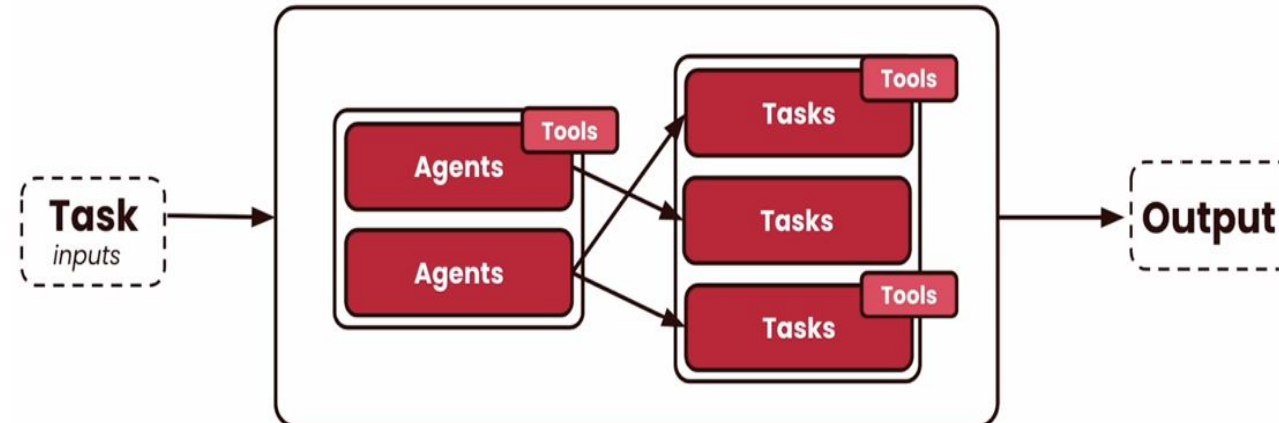 Task
inputs
Tools
Agents
Agents
Tools
Tasks
Tasks
Tools
Tasks
Output